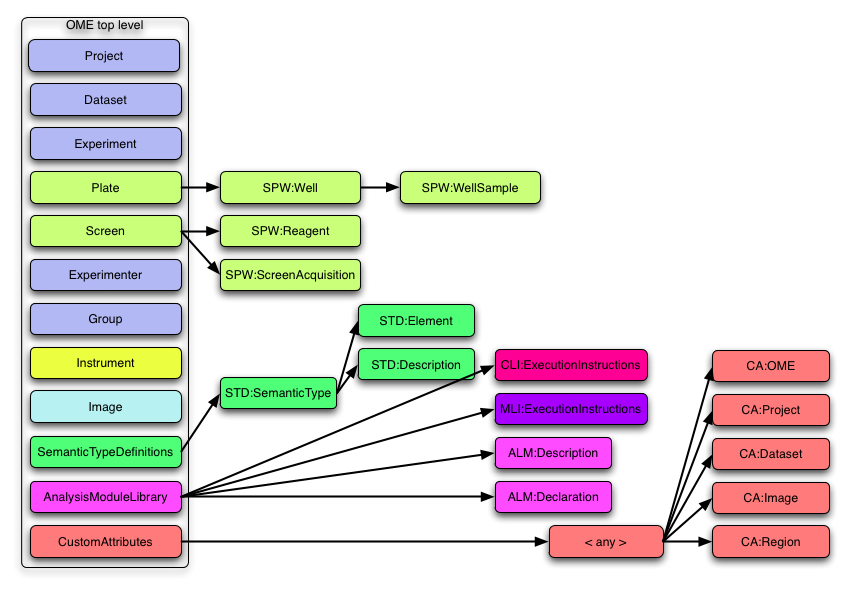 OME top level
Project
Dataset
Experiment
Plate
SPW:Well
SPW:WellSample
Screen
SPW:Reagent
Experimenter
SPW:ScreenAcquisition
Group
STD:Element
Instrument
STD:Description
CLI:ExecutionInstructions
CA:OME
STD:SemanticType
Image
MLI:ExecutionInstructions
CA:Project
SemanticTypeDefinitions
ALM:Description
CA:Dataset
AnalysisModuleLibrary
ALM:Declaration
CA:Image
CustomAttributes
< any >
CA:Region